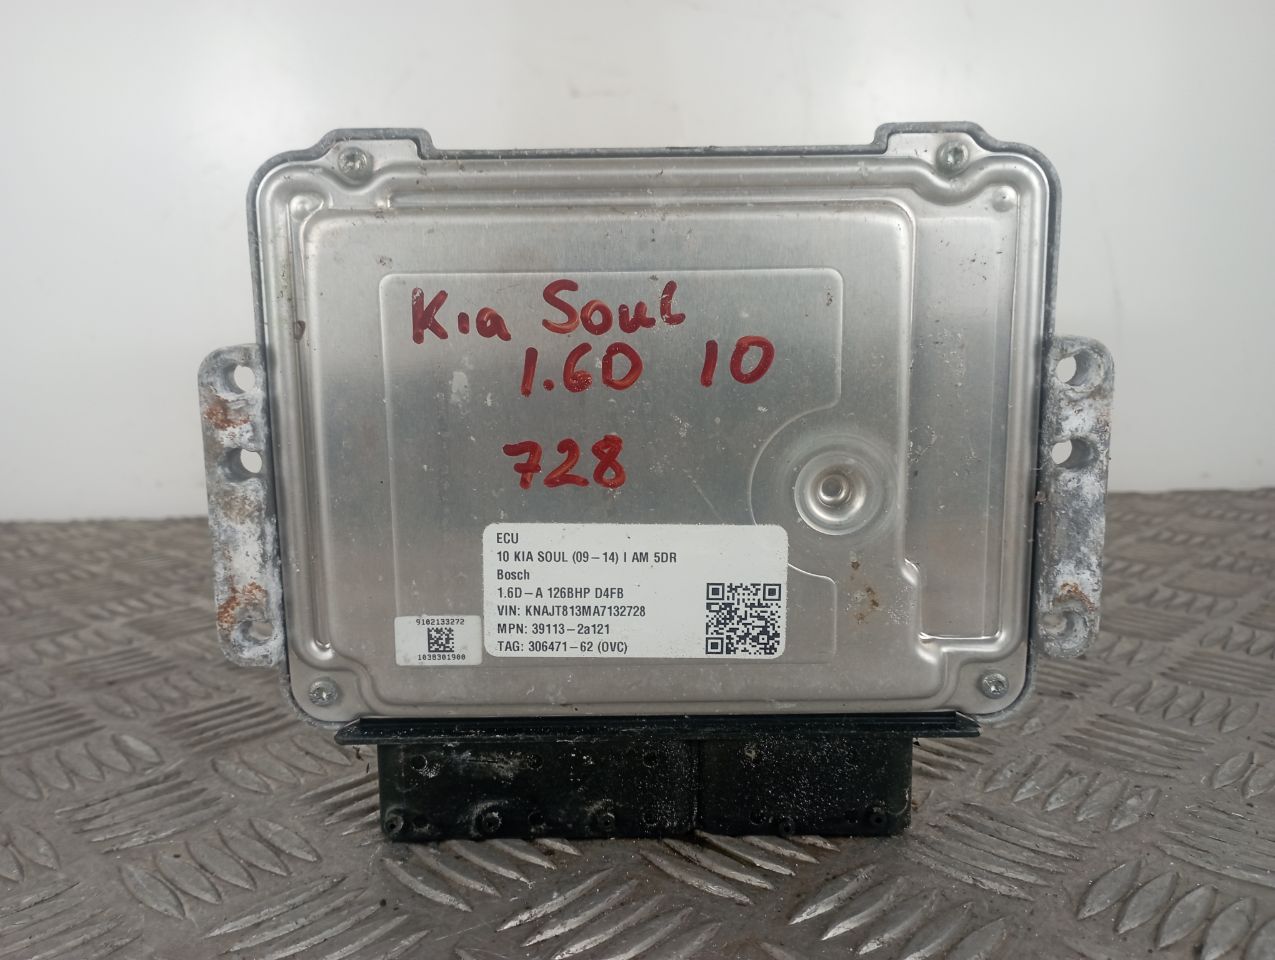 Kia Soul
1.6D 10
728
ECU
10 KIA SOUL (09-14) I AM 5DR
Bosch
1.6D-A 126BHP D4FB
VIN: KNAJT813MA7132728
MPN: 39113-2a121
TAG: 306471-62 (OVC)
9102133272
1038301900